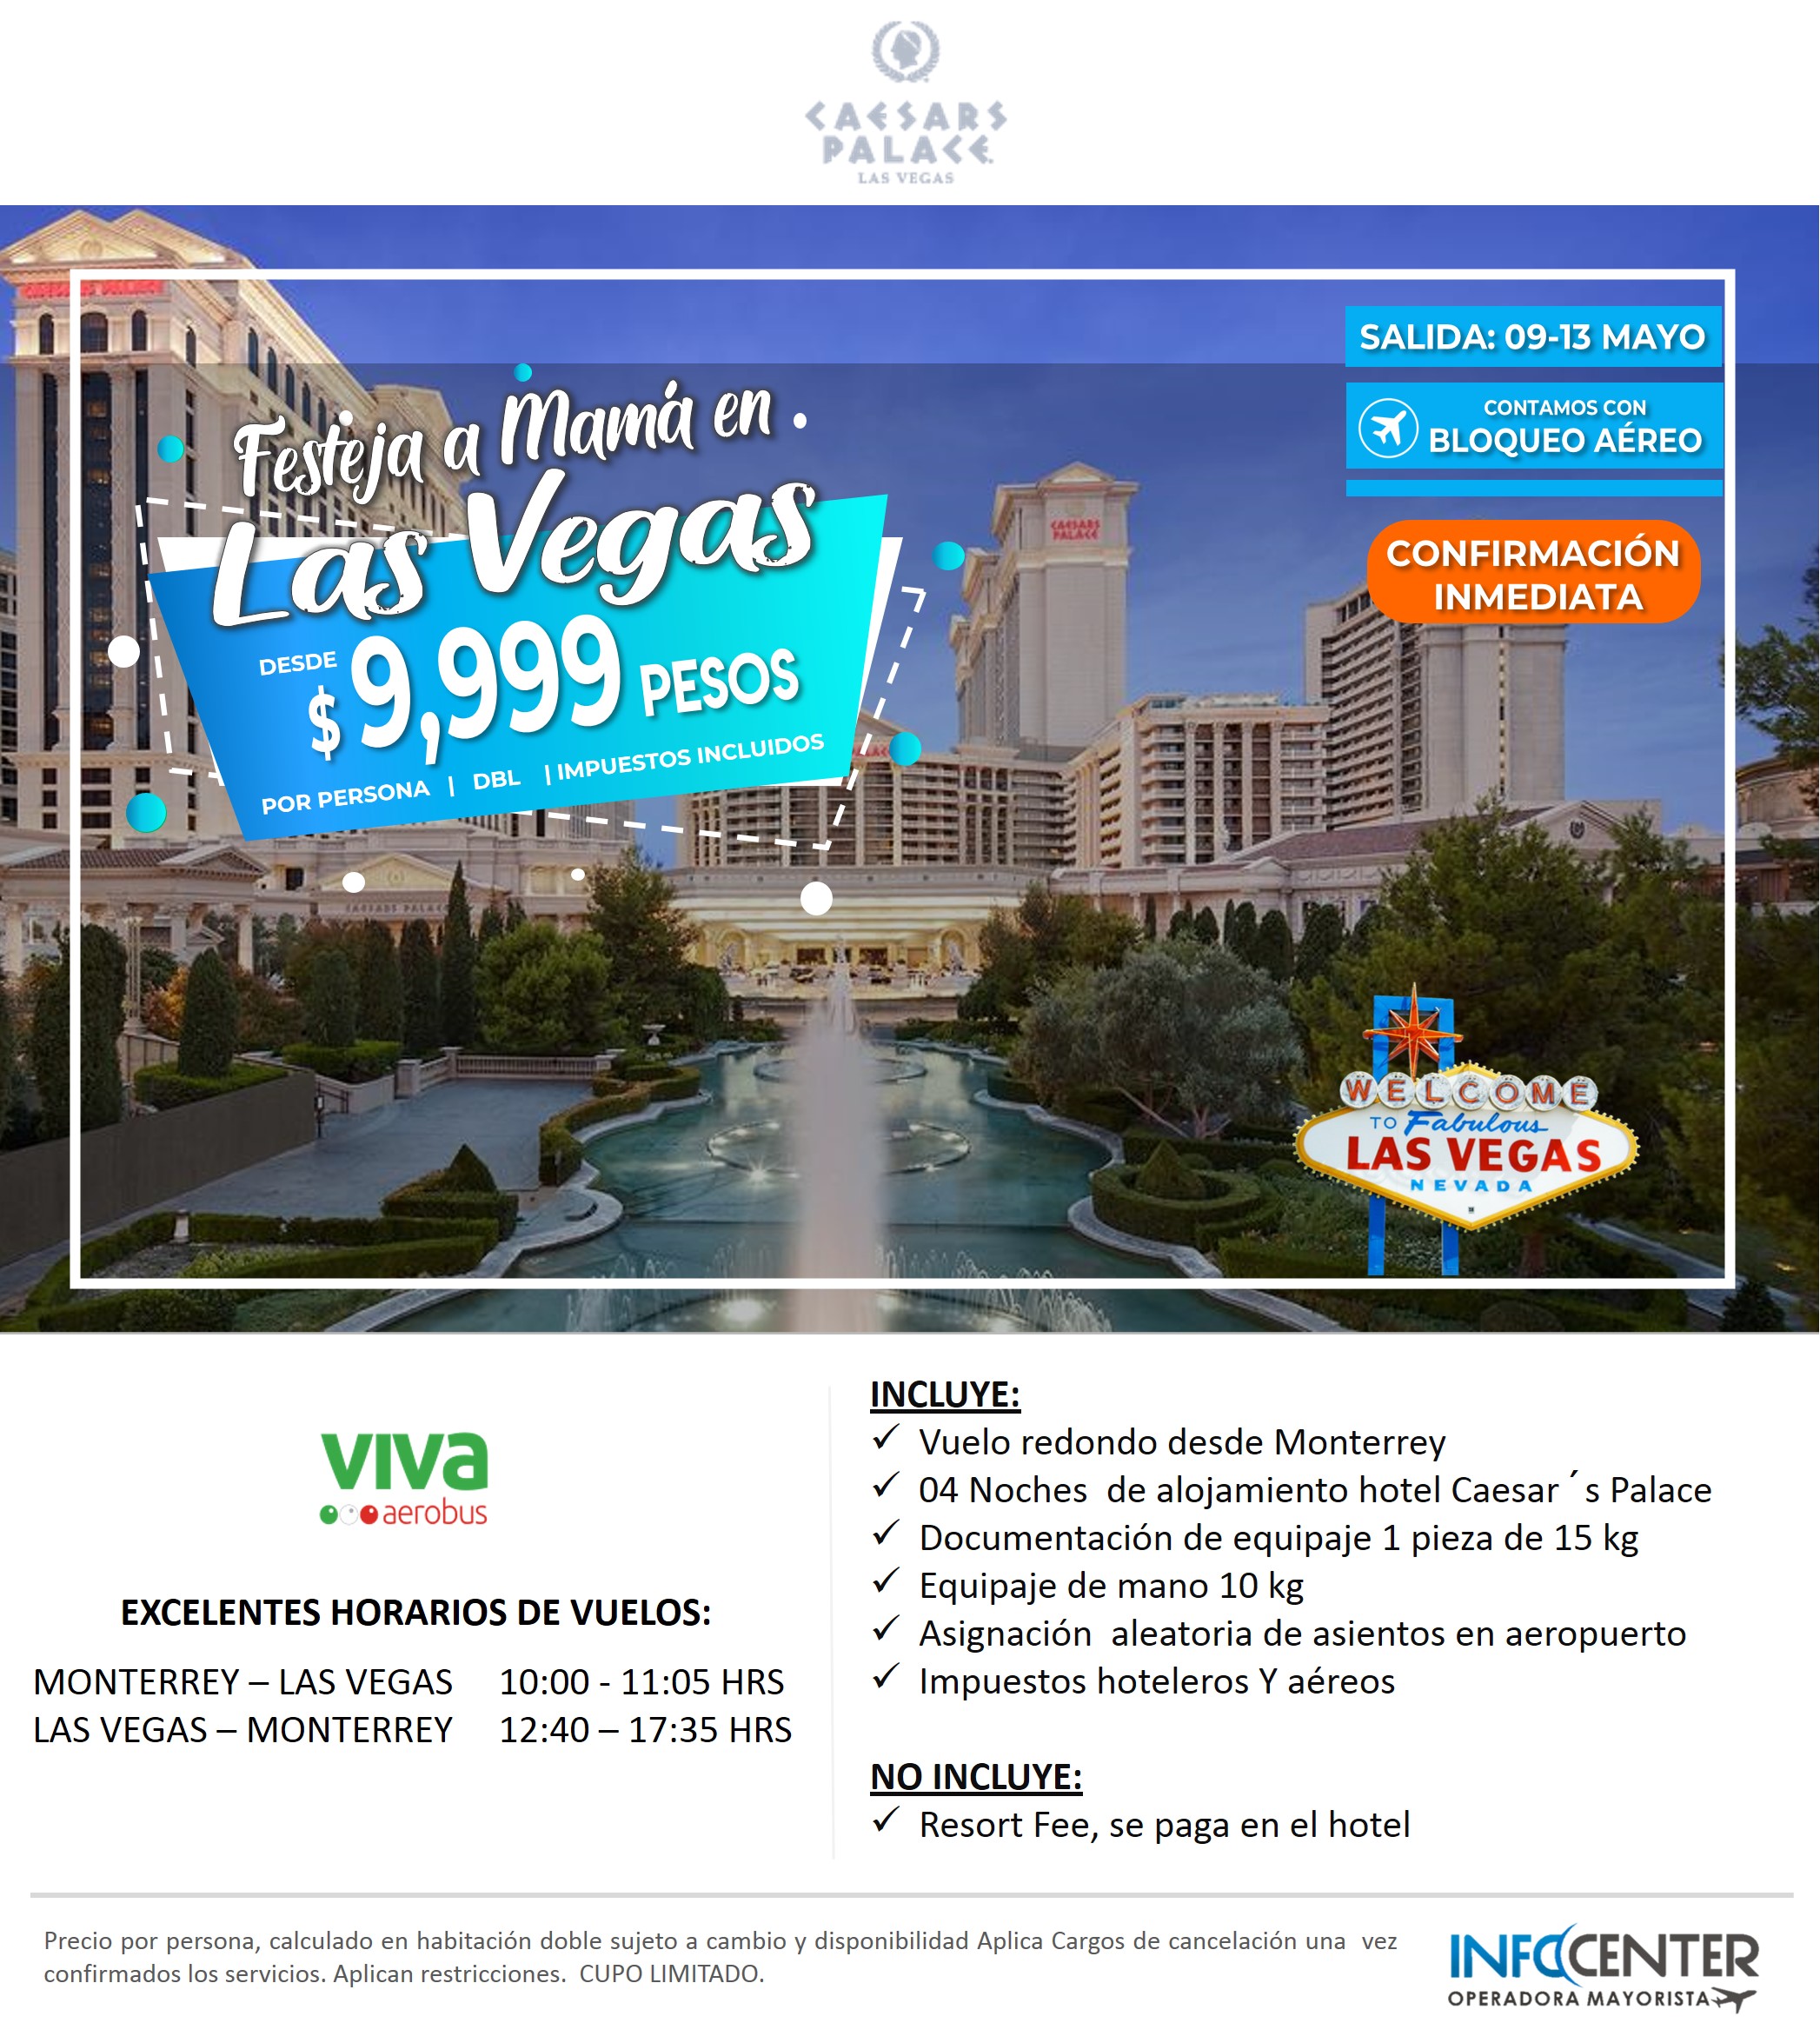 CAESARS
PALACE
LAS VEGAS
CAESARS PALACE
SALIDA: 09-13 MAYO
CONTAMOS CON
BLOQUEO AÉREO
CONFIRMACIÓN
INMEDIATA
Festeja a Mamá en
Las Vegas
DESDE
$ 9,999 PESOS
POR PERSONA | DBL | IMPUESTOS INCLUIDOS
CAESARS
PALACE
CAESARS PALACE
WELCOME
TO Fabulous
LAS VEGAS
NEVADA
viva
aerobus
EXCELENTES HORARIOS DE VUELOS:
MONTERREY – LAS VEGAS 10:00 - 11:05 HRS
LAS VEGAS – MONTERREY 12:40 – 17:35 HRS
INCLUYE:
✓ Vuelo redondo desde Monterrey
✓ 04 Noches de alojamiento hotel Caesar ´s Palace
✓ Documentación de equipaje 1 pieza de 15 kg
✓ Equipaje de mano 10 kg
✓ Asignación aleatoria de asientos en aeropuerto
✓ Impuestos hoteleros Y aéreos
NO INCLUYE:
✓ Resort Fee, se paga en el hotel
Precio por persona, calculado en habitación doble sujeto a cambio y disponibilidad Aplica Cargos de cancelación una vez
confirmados los servicios. Aplican restricciones. CUPO LIMITADO.
INFOCENTER
OPERADORA MAYORISTA